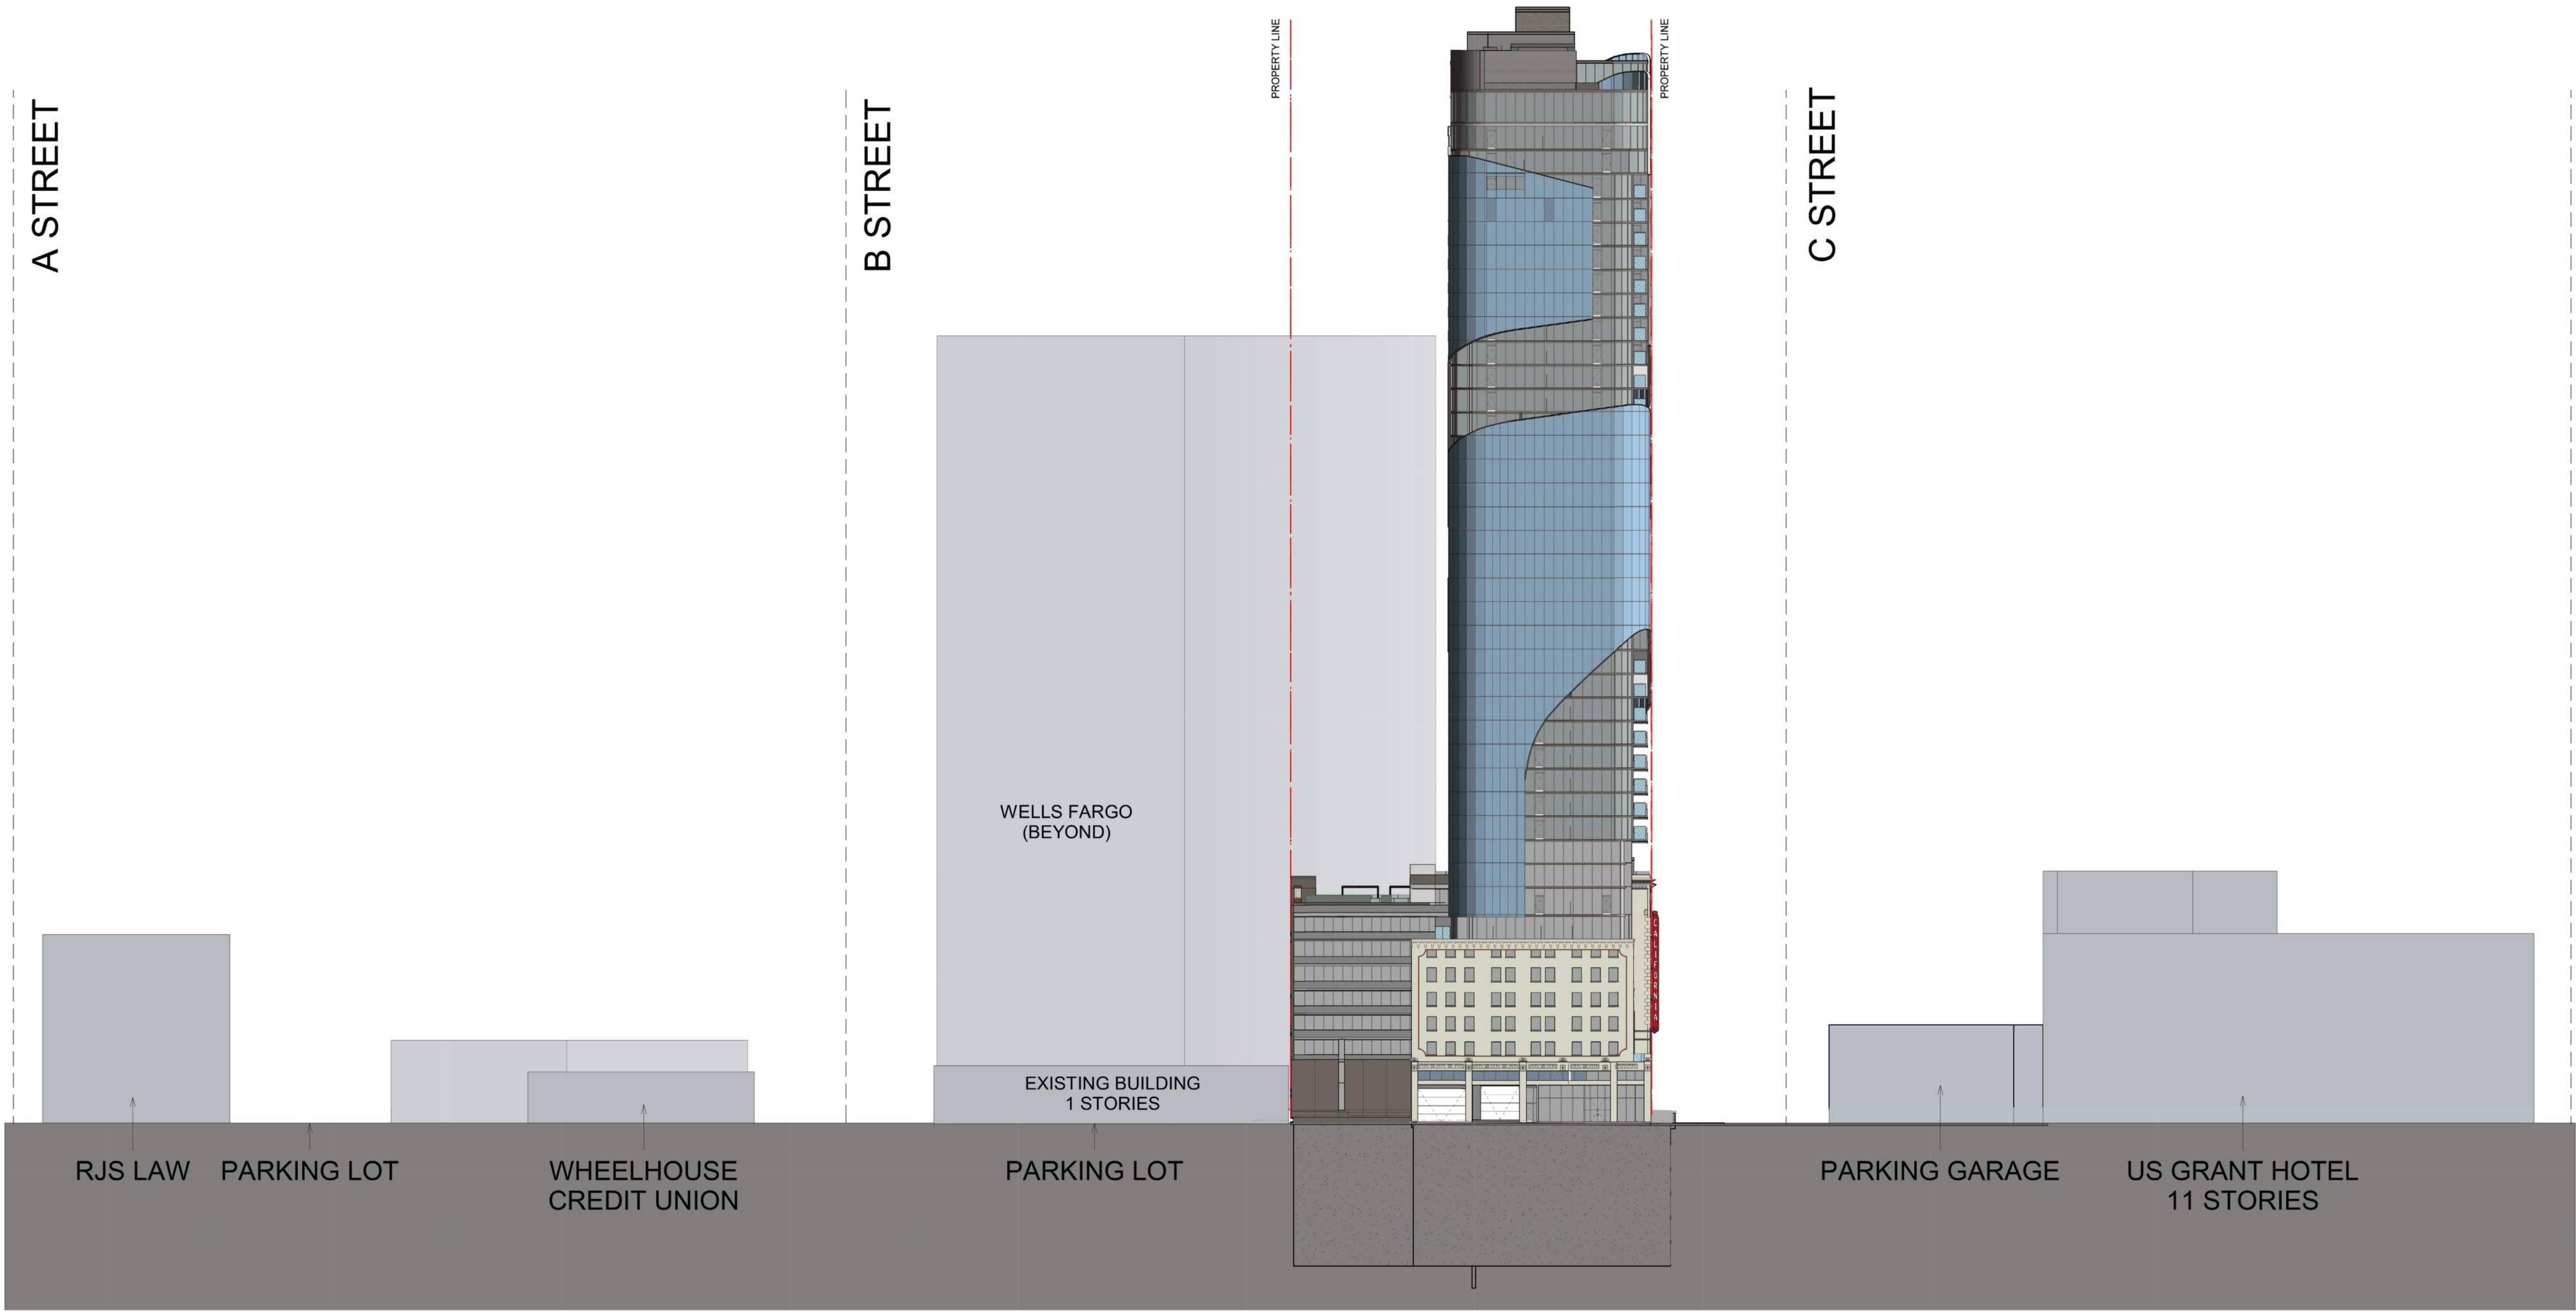 A STREET
B STREET
PROPERTY LINE
PROPERTY LINE
C STREET
WELLS FARGO
(BEYOND)
CALIFORNIA
EXISTING BUILDING
1 STORIES
RJS LAW
PARKING LOT
WHEELHOUSE
CREDIT UNION
PARKING LOT
PARKING GARAGE
US GRANT HOTEL
11 STORIES